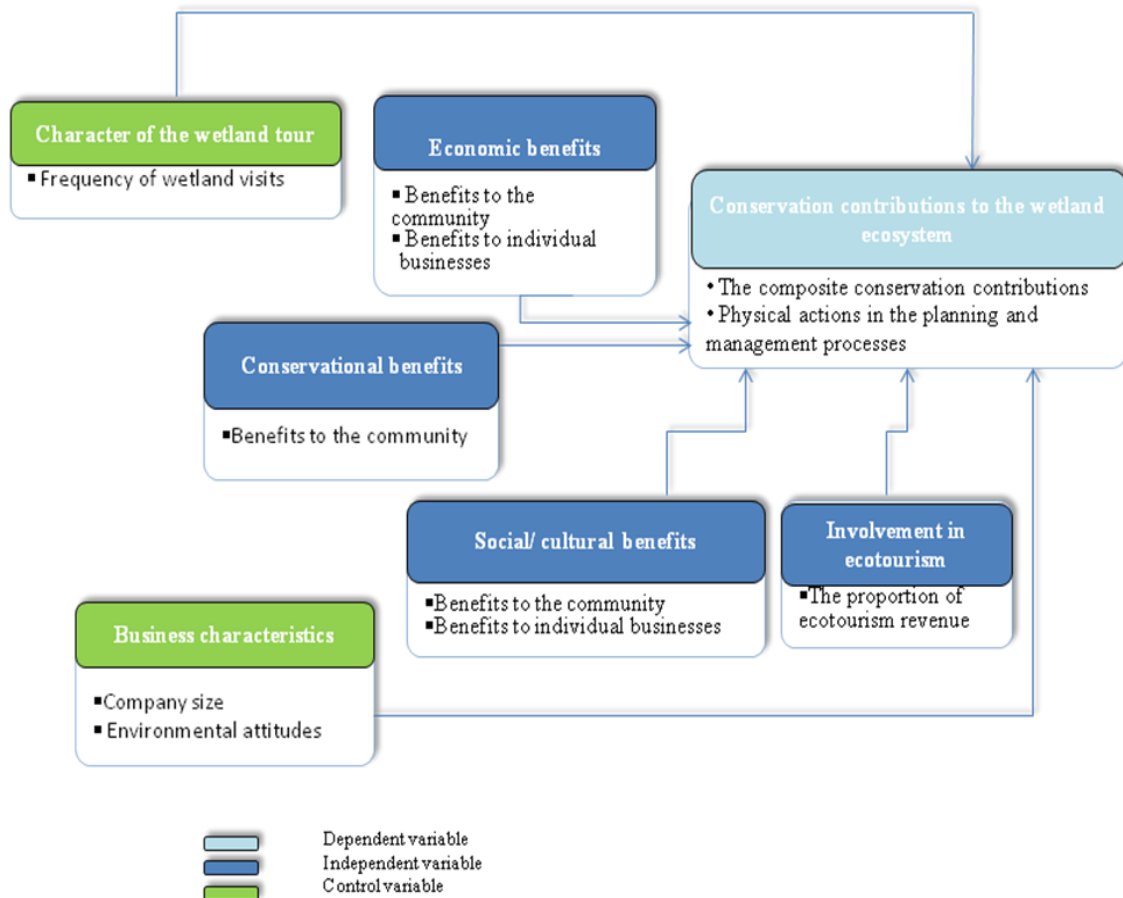 Character of the wetland tour
▪ Frequency of wetland visits
Economic benefits
▪ Benefits to the
community
▪ Benefits to individual
businesses
Conservation contributions to the wetland
ecosystem
• The composite conservation contributions
• Physical actions in the planning and
management processes
Conservational benefits
▪Benefits to the community
Social/ cultural benefits
▪Benefits to the community
▪Benefits to individual businesses
Involvement in
ecotourism
▪The proportion of
ecotourism revenue
Business characteristics
▪Company size
▪ Environmental attitudes
Dependent variable
Independent variable
Control variable